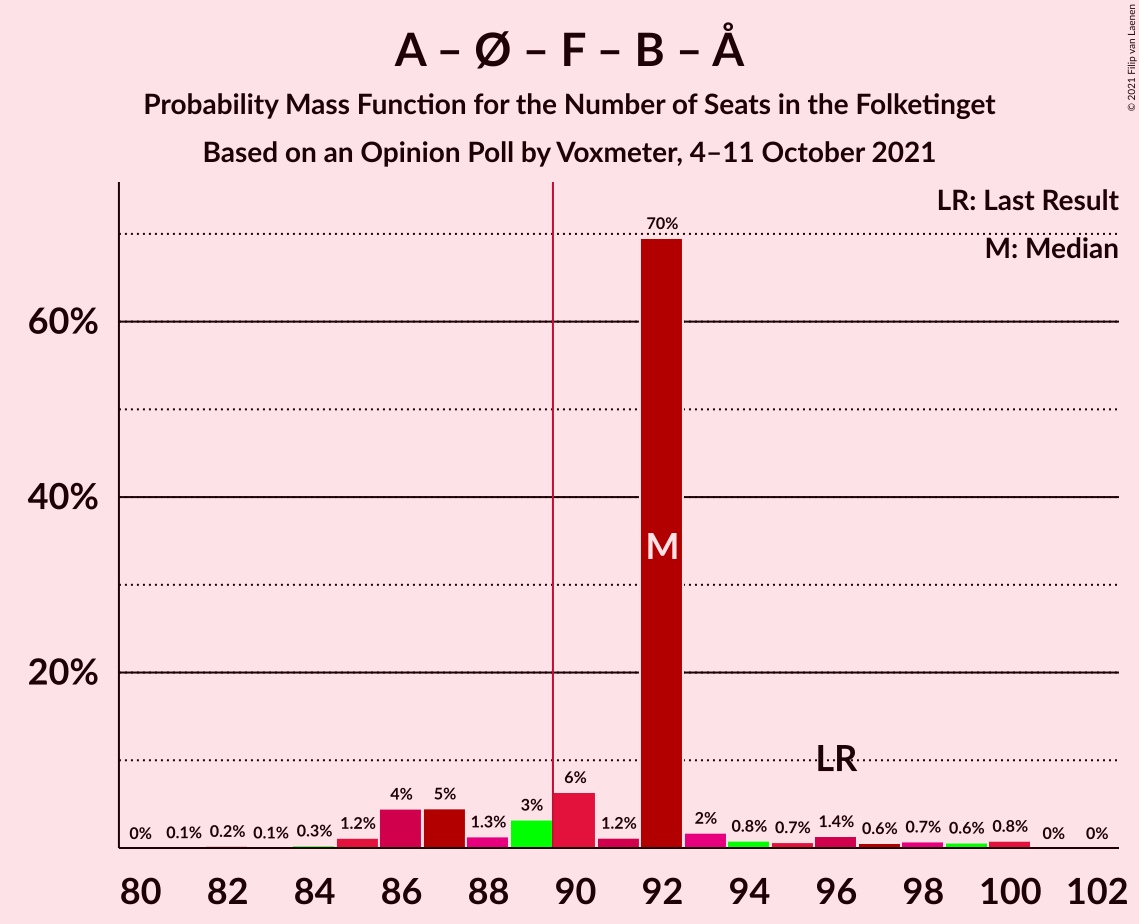 A – Ø – F – B – Å
Probability Mass Function for the Number of Seats in the Folketinget
Based on an Opinion Poll by Voxmeter, 4–11 October 2021
© 2021 Filip van Laenen
LR: Last Result
M: Median
60%
40%
20%
0% 0.1% 0.2% 0.1% 0.3% 1.2% 4% 5% 1.3% 3% 6% 1.2% 70% 2% 0.8% 0.7% 1.4% 0.6% 0.7% 0.6% 0.8% 0% 0%
M
LR
80 82 84 86 88 90 92 94 96 98 100 102